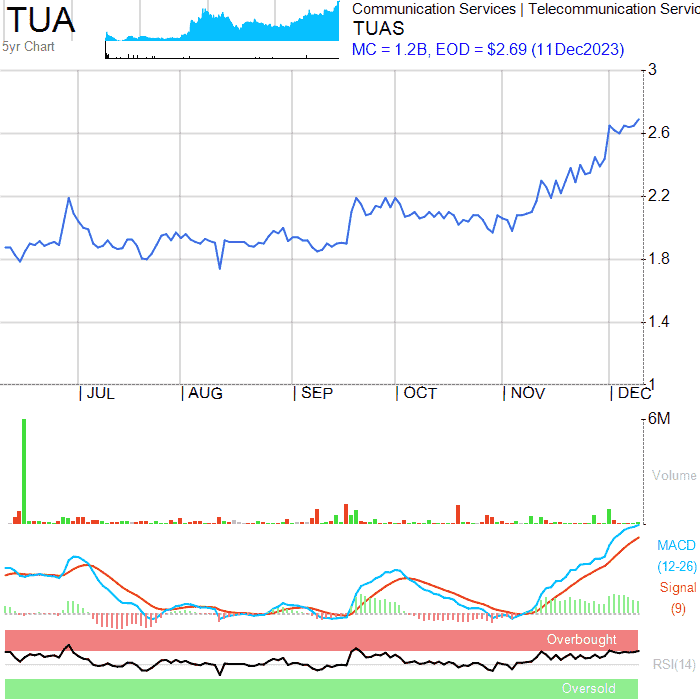 TUA
5yr Chart
Communication Services | Telecommunication Servic
TUAS
MC = 1.2B, EOD = $2.69 (11Dec2023)
3
2.6
2.2
1.8
1.4
1
| JUL | AUG | SEP | OCT | NOV | DEC
6M
Volume
MACD
(12-26)
Signal
(9)
Overbought
RSI(14)
Oversold